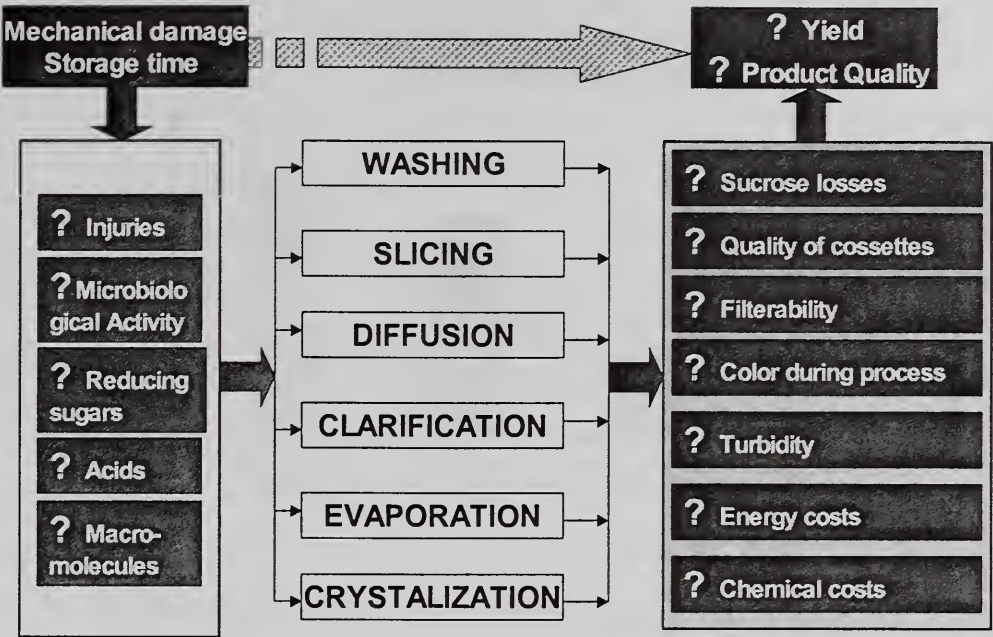 Mechanical damage
Storage time
? Yield
? Product Quality
? Injuries
? Microbiolo
gical Activity
? Reducing
sugars
? Acids
? Macro-
molecules
WASHING
SLICING
DIFFUSION
CLARIFICATION
EVAPORATION
CRYSTALIZATION
? Sucrose losses
? Quality of cossettes
? Filterability
? Color during process
? Turbidity
? Energy costs
? Chemical costs